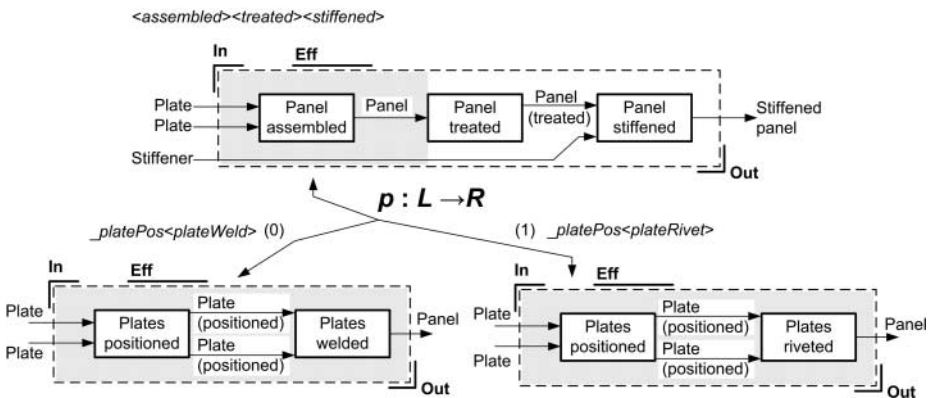 <assembled><treated><stiffened>
In
Eff
Plate
Plate
Stiffener
Panel
assembled
Panel
Panel
treated
Panel
(treated)
Panel
stiffened
Stiffened
panel
Out
p : L → R
_platePos<plateWeld> (0)
(1) _platePos<plateRivet>
In
Eff
Plate
Plate
Plates
positioned
Plate
(positioned)
Plate
(positioned)
Plates
welded
Panel
Out
In
Eff
Plate
Plate
Plates
positioned
Plate
(positioned)
Plate
(positioned)
Plates
riveted
Panel
Out